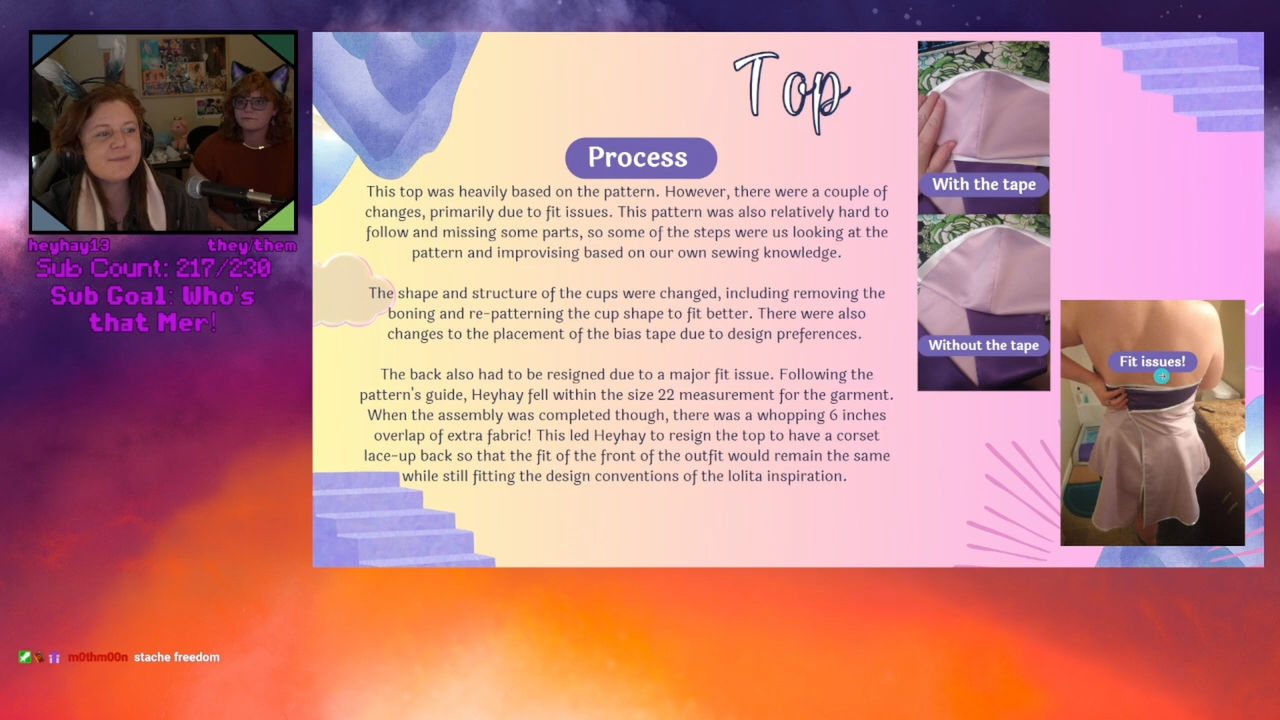 heyhay13 they/them
Sub Count: 217/230
Sub Goal: Who's
that Mer!
Top
Process
This top was heavily based on the pattern. However, there were a couple of
changes, primarily due to fit issues. This pattern was also relatively hard to
follow and missing some parts, so some of the steps were us looking at the
pattern and improvising based on our own sewing knowledge.
The shape and structure of the cups were changed, including removing the
boning and re-patterning the cup shape to fit better. There were also
changes to the placement of the bias tape due to design preferences.
The back also had to be resigned due to a major fit issue. Following the
pattern's guide, Heyhay fell within the size 22 measurement for the garment.
When the assembly was completed though, there was a whopping 6 inches
overlap of extra fabric! This led Heyhay to resign the top to have a corset
lace-up back so that the fit of the front of the outfit would remain the same
while still fitting the design conventions of the lolita inspiration.
With the tape
Without the tape
Fit issues!
m0thm00n stache freedom